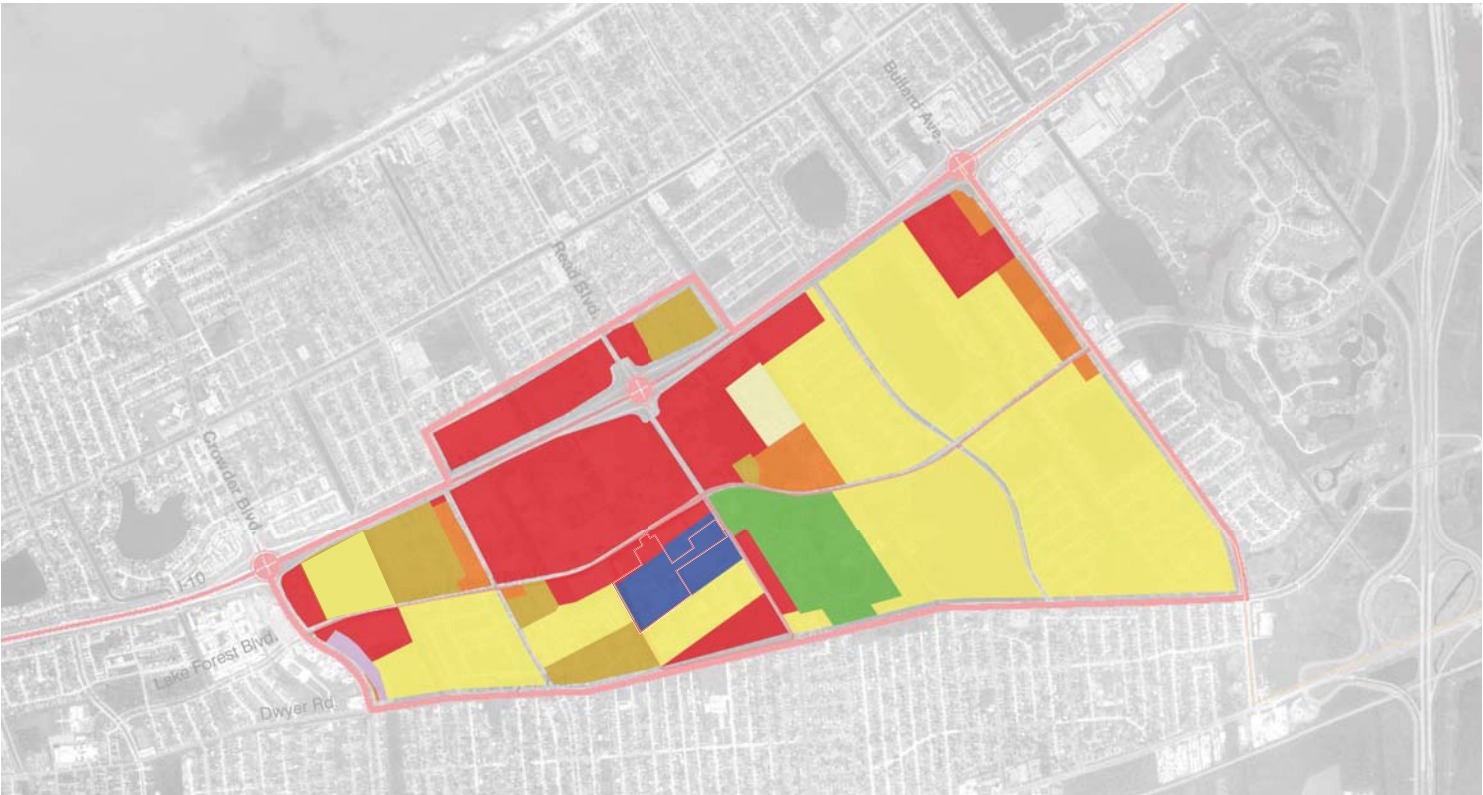 Bullard Ave.
Read Blvd.
Crowder Blvd.
I-10
Lake Forest Blvd.
Dwyer Rd.